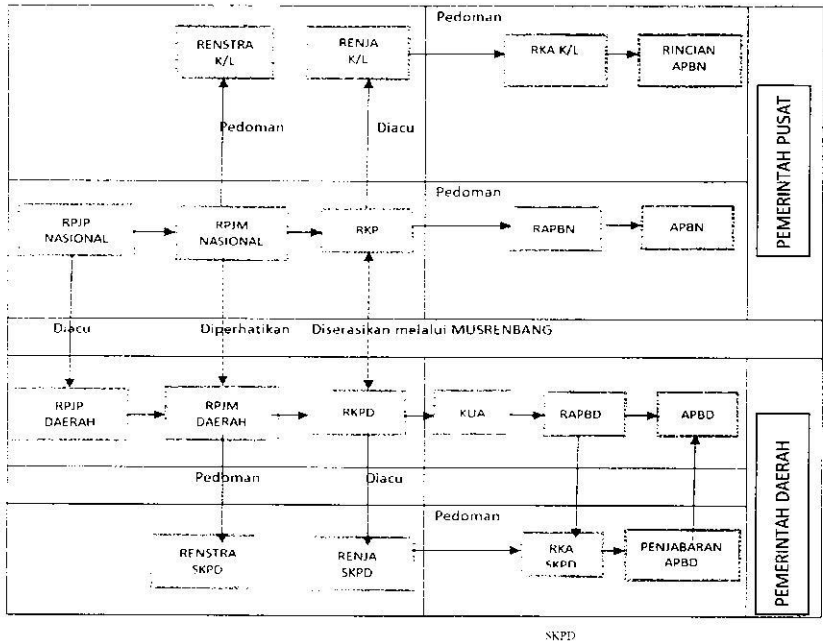 Pedoman
RENSTRA
K/L
RENJA
K/L
RKA K/L
RINCIAN
APBN
Pedoman
Diacu
PEMERINTAH PUSAT
Pedoman
RPJP
NASIONAL
RPJM
NASIONAL
RKP
RAPBN
APBN
Diacu
Diperhatikan
Diserasikan melalui MUSRENBANG
RPJP
DAERAH
RPJM
DAERAH
RKPD
KUA
RAPBD
APBD
PEMERINTAH DAERAH
Pedoman
Diacu
Pedoman
RENSTRA
SKPD
RENJA
SKPD
RKA
SKPD
PENJABARAN
APBD
SKPD